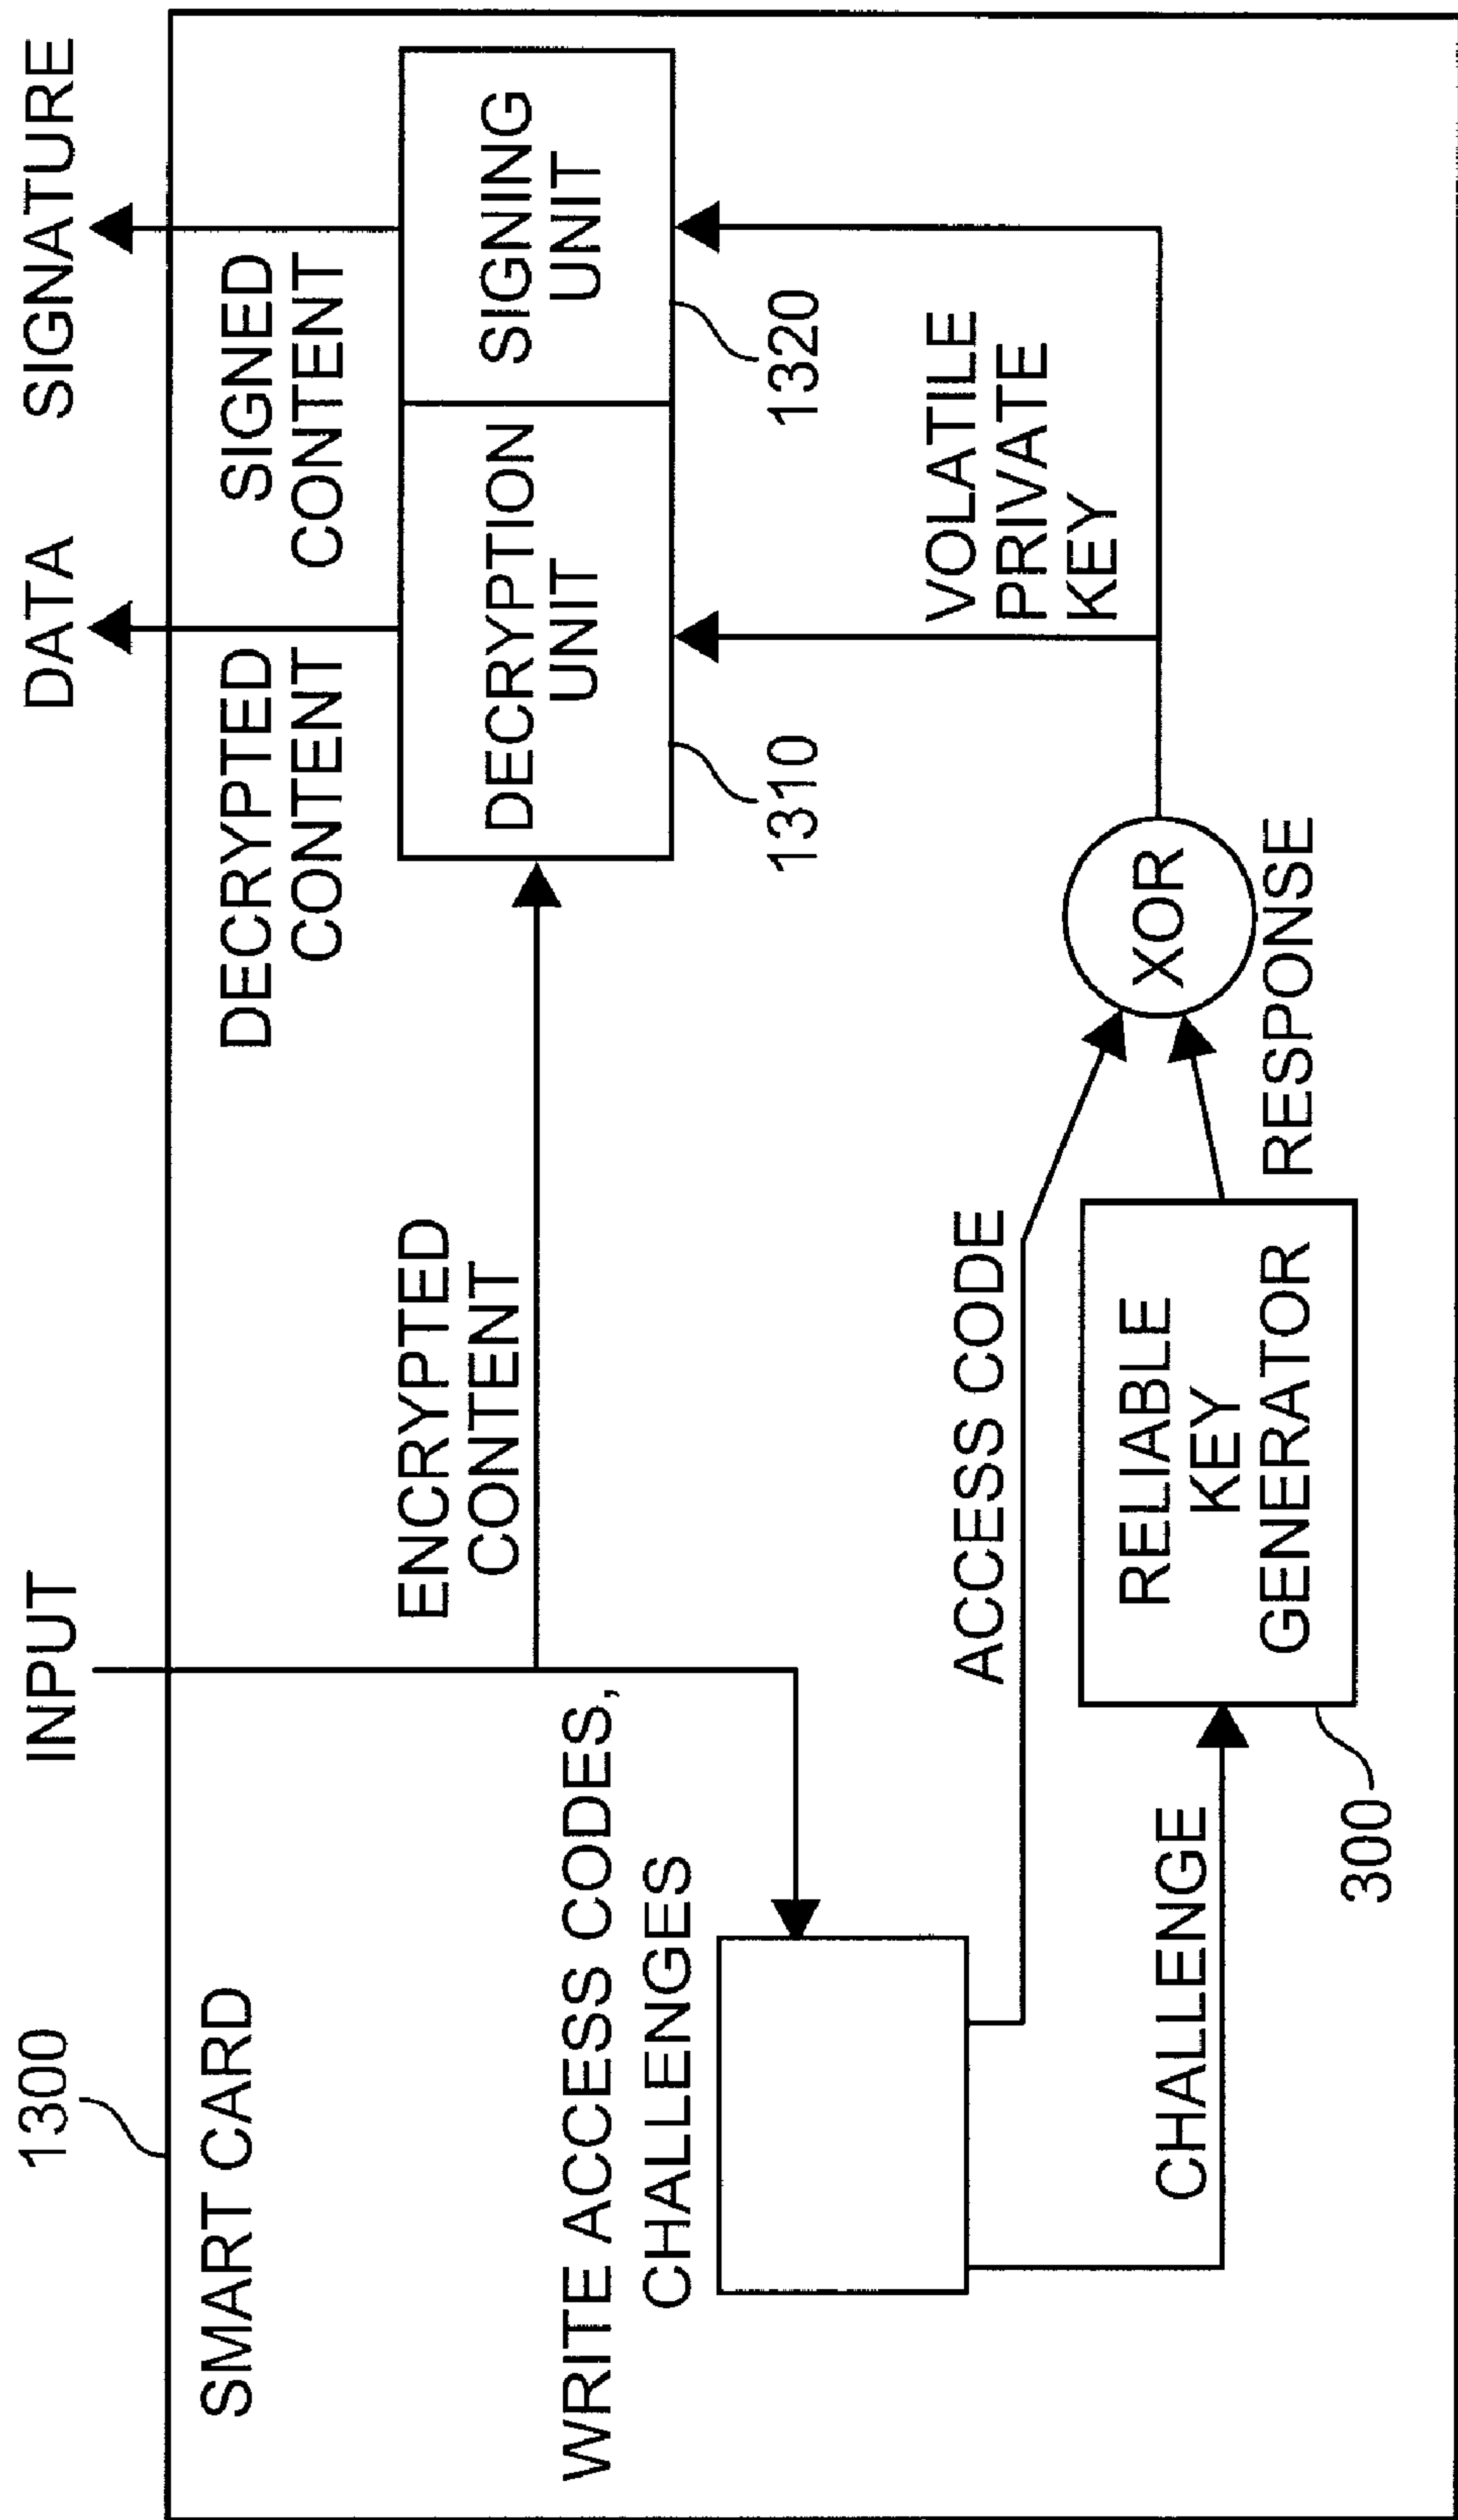 1300
SMART CARD
INPUT
DATA
SIGNATURE
WRITE ACCESS CODES,
CHALLENGES
ENCRYPTED
CONTENT
DECRYPTED
CONTENT
SIGNED
CONTENT
DECRYPTION
UNIT
SIGNING
UNIT
1310
1320
ACCESS CODE
VOLATILE
PRIVATE
KEY
CHALLENGE
RELIABLE
KEY
GENERATOR
300
XOR
RESPONSE